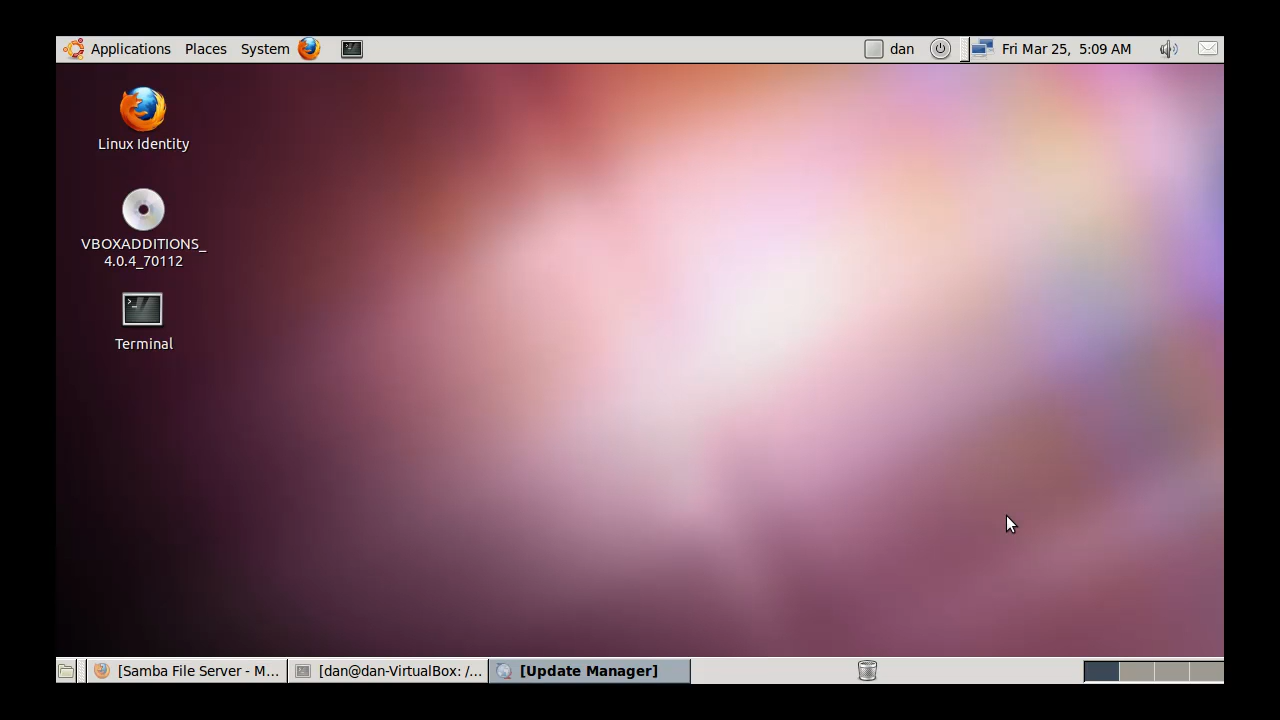 Applications Places System dan Fri Mar 25, 5:09 AM
Linux Identity
VBOXADDITIONS_
4.0.4_70112
Terminal
[Samba File Server - M... [dan@dan-VirtualBox: /... [Update Manager]